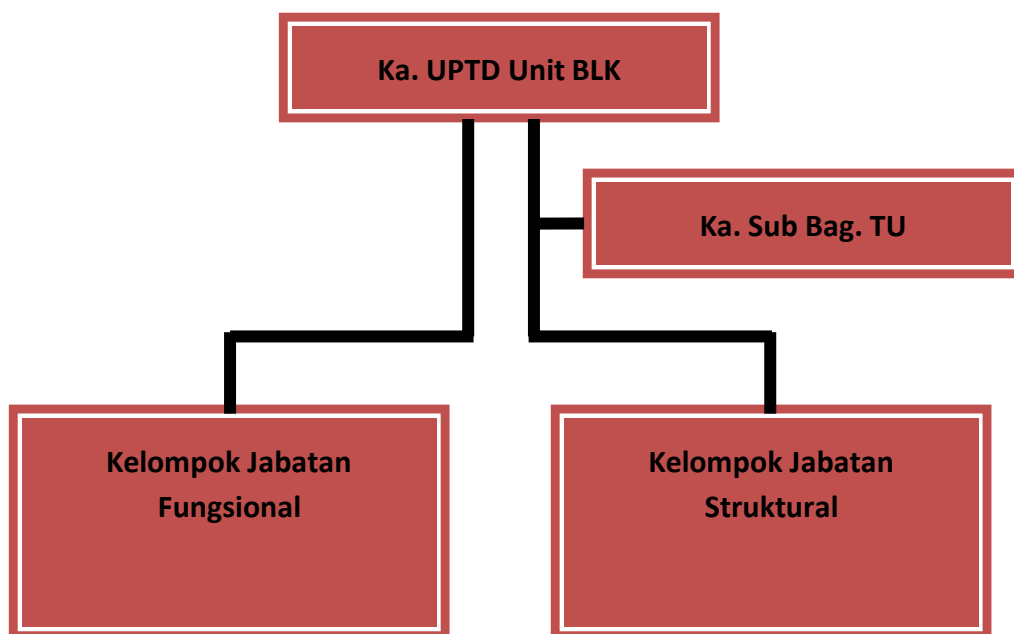 Ka. UPTD Unit BLK
Ka. Sub Bag. TU
Kelompok Jabatan
Fungsional
Kelompok Jabatan
Struktural